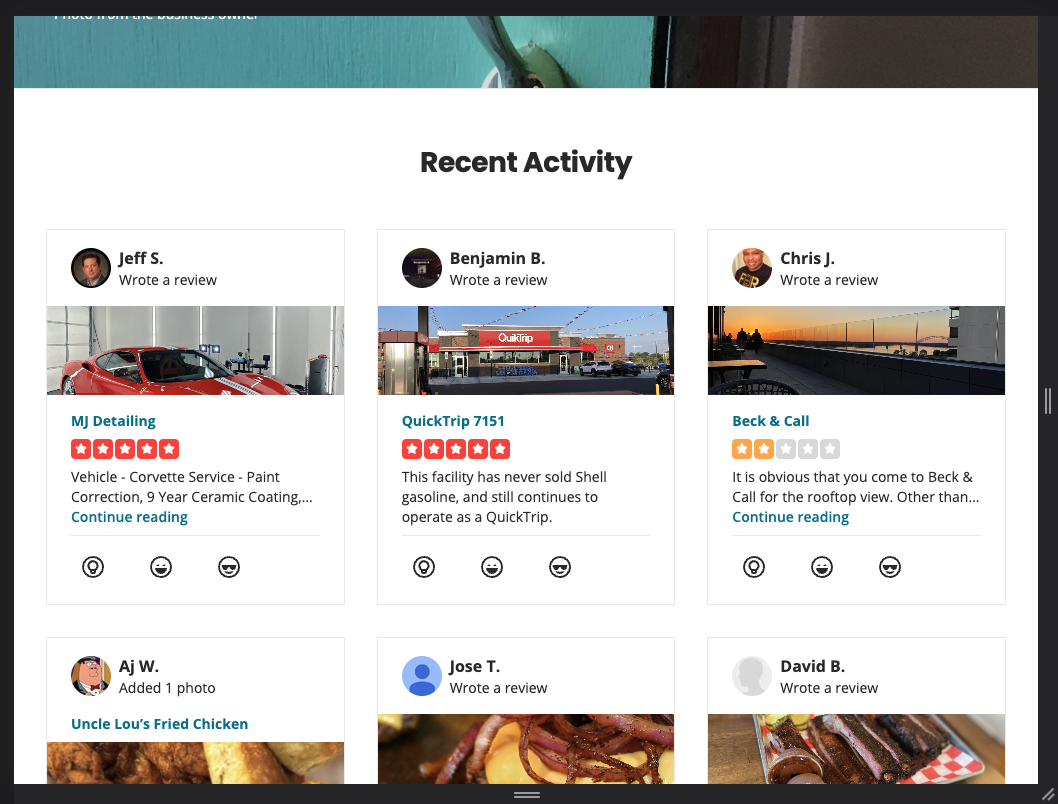 Photo from the business owner
Recent Activity
Jeff S.
Wrote a review
MJ Detailing
Vehicle - Corvette Service - Paint
Correction, 9 Year Ceramic Coating,...
Continue reading
Benjamin B.
Wrote a review
QuikTrip
QuickTrip 7151
This facility has never sold Shell
gasoline, and still continues to
operate as a QuickTrip.
Chris J.
Wrote a review
Beck & Call
It is obvious that you come to Beck &
Call for the rooftop view. Other than...
Continue reading
Aj W.
Added 1 photo
Uncle Lou’s Fried Chicken
Jose T.
Wrote a review
David B.
Wrote a review